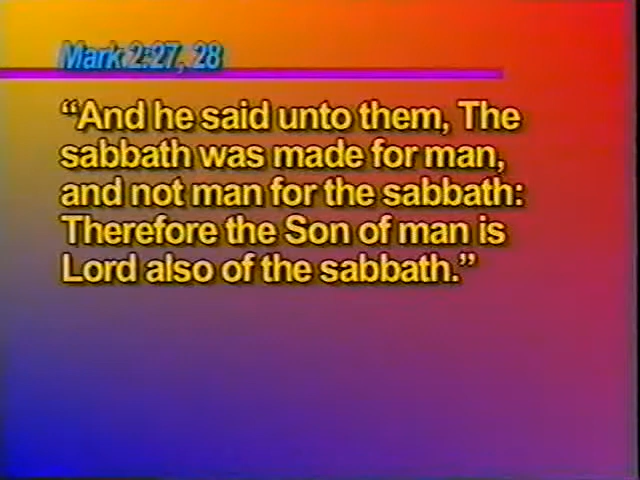 Mark 2:27, 28
“And he said unto them, The
sabbath was made for man,
and not man for the sabbath:
Therefore the Son of man is
Lord also of the sabbath.”